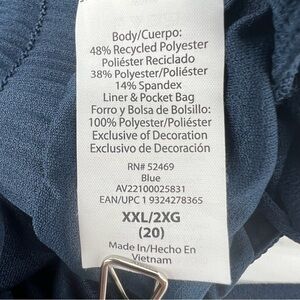 Body/Cuerpo:
48% Recycled Polyester
Poliéster Reciclado
38% Polyester/Poliéster
14% Spandex
Liner & Pocket Bag
Forro y Bolsa de Bolsillo:
100% Polyester/Poliéster
Exclusive of Decoration
Exclusivo de Decoración
RN# 52469
Blue
AV22100025831
EAN/UPC 1 9324278365
XXL/2XG
(20)
Made In/Hecho En
Vietnam